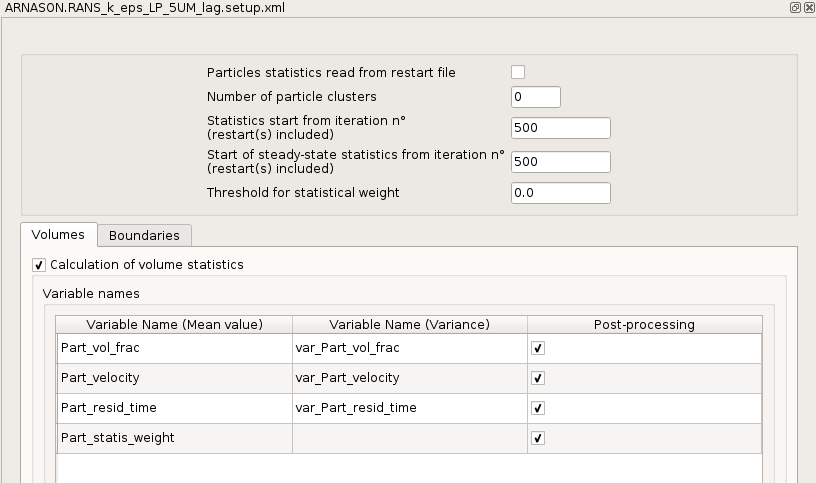 ARNASON.RANS_k_eps_LP_5UM_lag.setup.xml
Particles statistics read from restart file
Number of particle clusters 0
Statistics start from iteration n°
(restart(s) included) 500
Start of steady-state statistics from iteration n°
(restart(s) included) 500
Threshold for statistical weight 0.0
Volumes Boundaries
Calculation of volume statistics
Variable names
Variable Name (Mean value) Variable Name (Variance) Post-processing
Part_vol_frac var_Part_vol_frac
Part_velocity var_Part_velocity
Part_resid_time var_Part_resid_time
Part_statis_weight